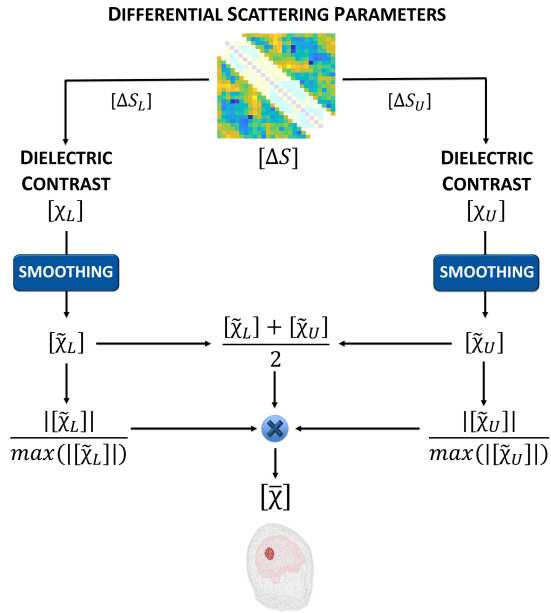 DIFFERENTIAL SCATTERING PARAMETERS
[ΔS_L]
[ΔS_U]
[ΔS]
DIELECTRIC
CONTRAST
[χ_L]
DIELECTRIC
CONTRAST
[χ_U]
SMOOTHING
SMOOTHING
[χ̃_L]
[χ̃_L] + [χ̃_U]
2
[χ̃_U]
|[χ̃_L]|
max(|[χ̃_L]|)
|[χ̃_U]|
max(|[χ̃_U]|)
[χ̅]